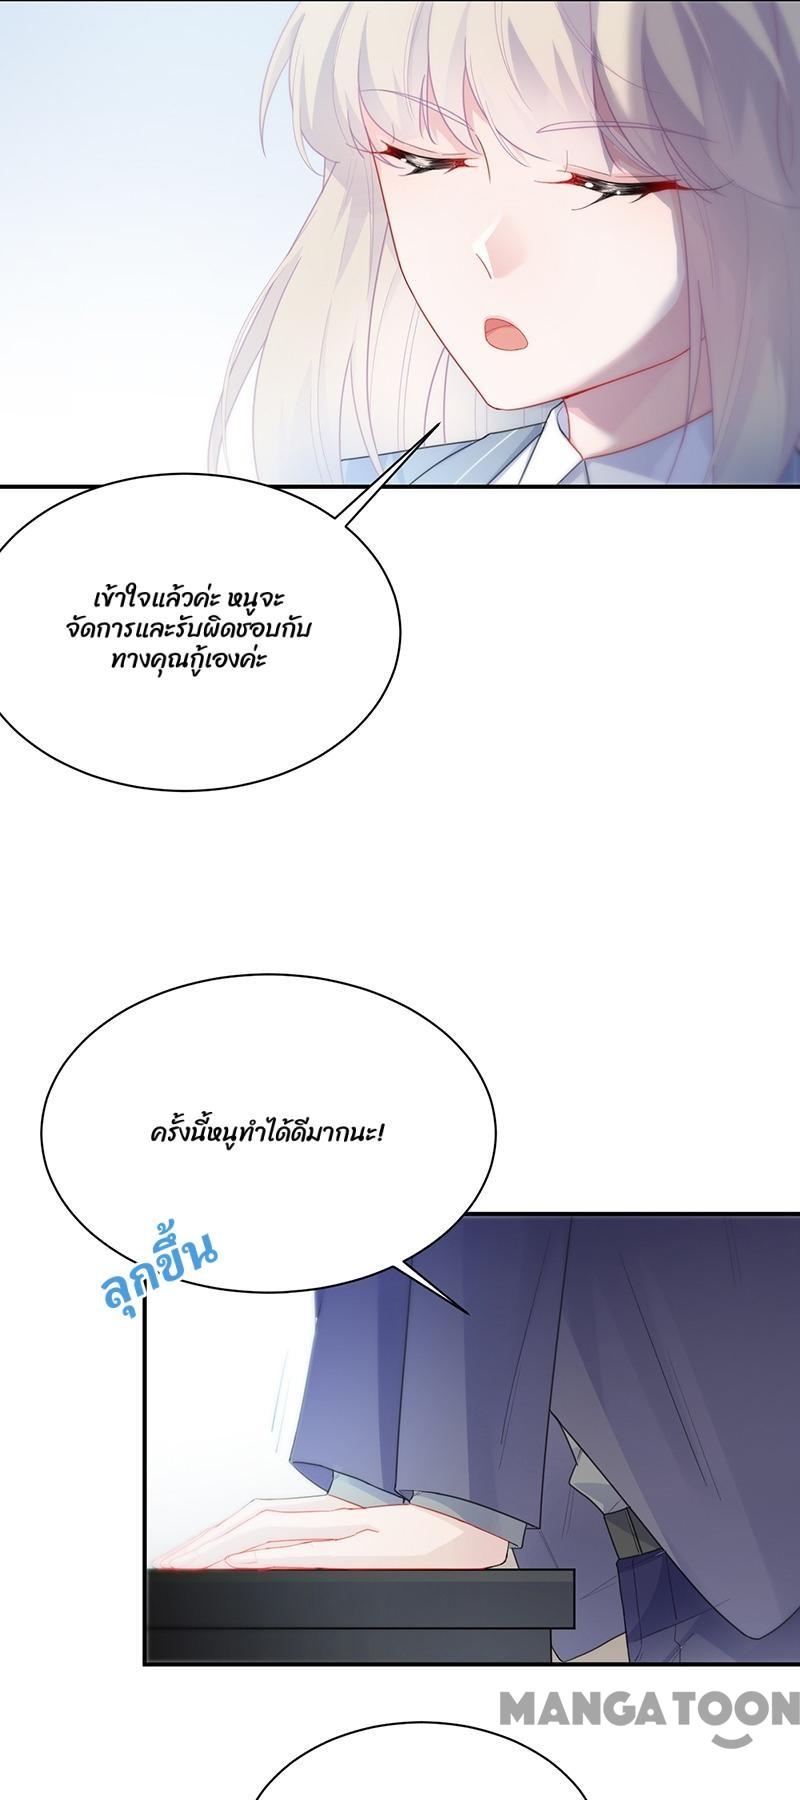 เข้าใจแล้วค่ะ หนูจะ
จัดการและรับผิดชอบกับ
ทางคุณกู้เองค่ะ
ครั้งนี้หนูทำได้ดีมากนะ!
ลุกขึ้น
MANGATOON